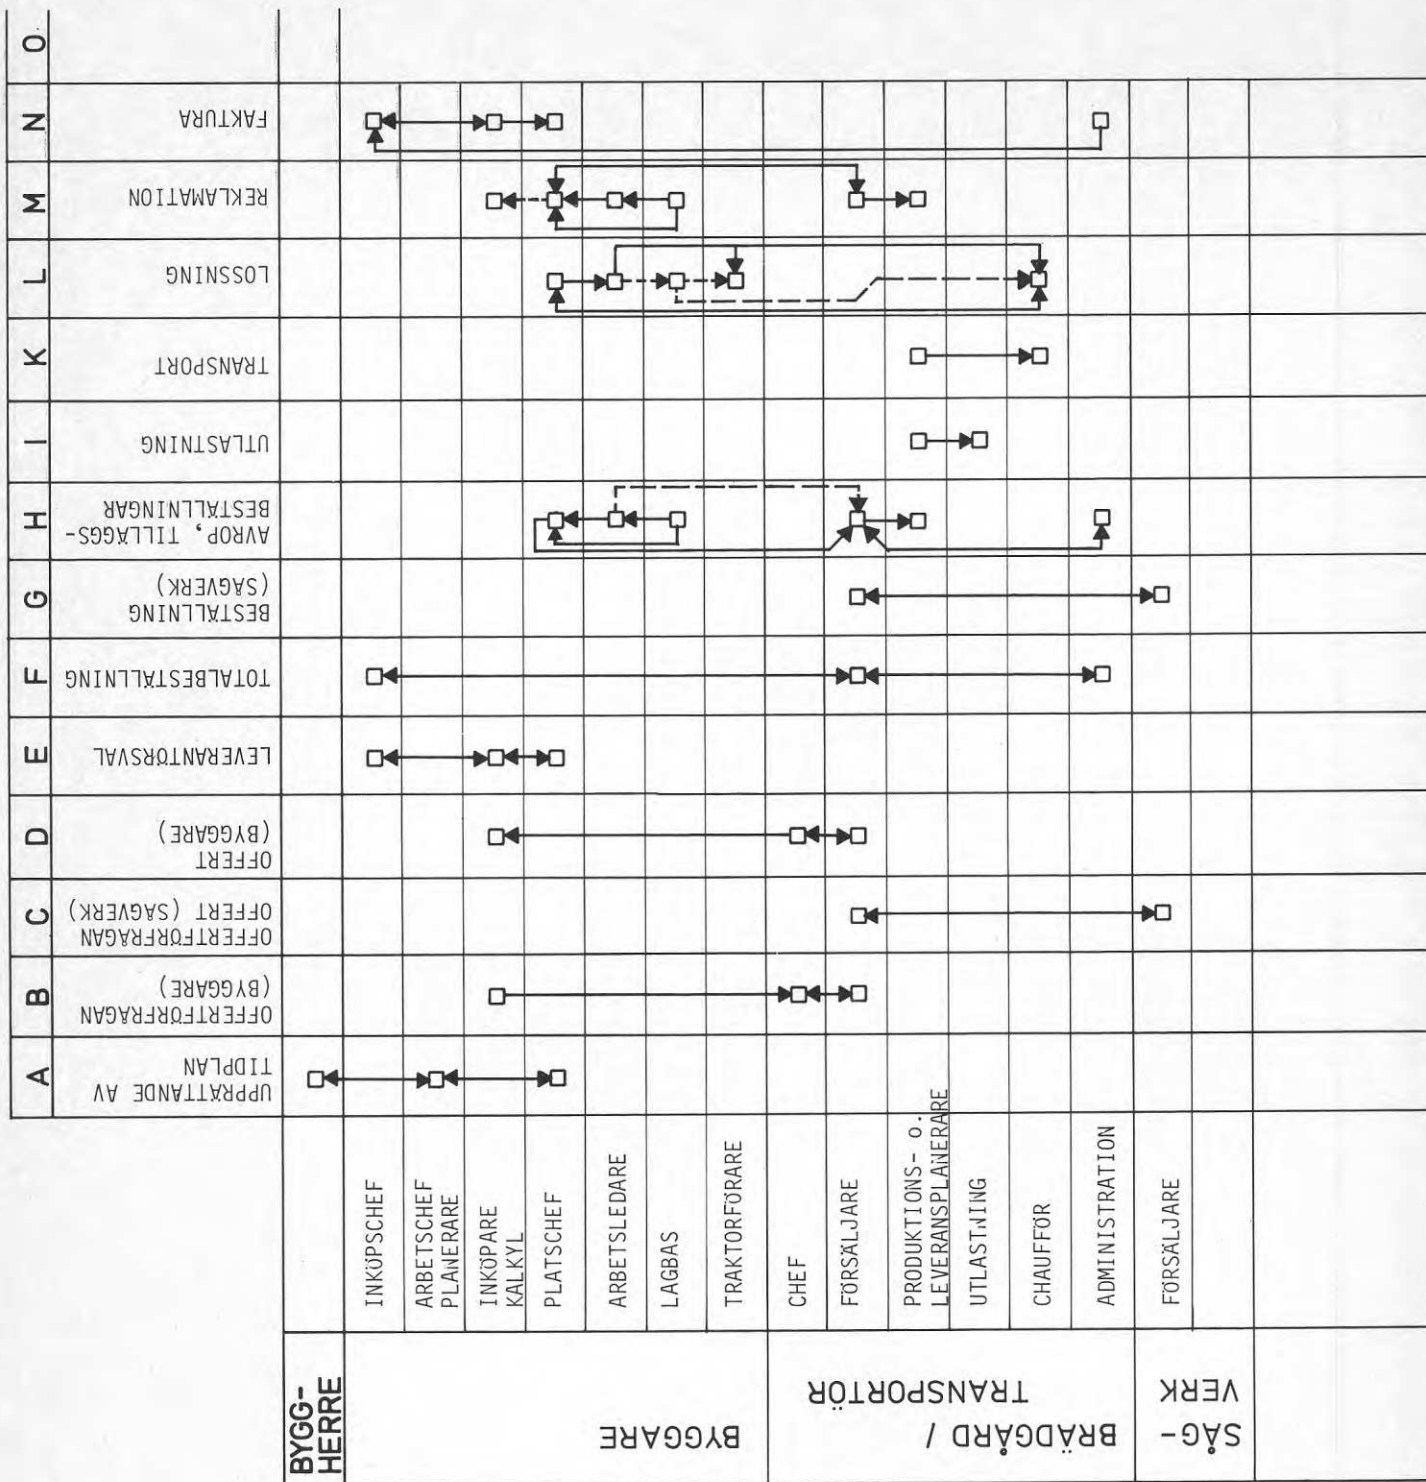 A
UPPRÄTTANDE AV
TIDPLAN
B
OFFERTFÖRFRÅGAN
(BYGGARE)
C
OFFERTFÖRFRÅGAN
OFFERT (SÅGVERK)
D
OFFERT
(BYGGARE)
E
LEVERANTÖRSVAL
F
TOTALBESTÄLLNING
G
BESTÄLLNING
(SÅGVERK)
H
AVROP, TILLÄGGS-
BESTÄLLNINGAR
I
UTLASTNING
K
TRANSPORT
L
LOSSNING
M
REKLAMATION
N
FAKTURA
O
BYGG-
HERRE
BYGGARE
INKÖPSCHEF
ARBETSCHEF
PLANERARE
INKÖPARE
KALKYL
PLATSCHEF
ARBETSLEDARE
LAGBAS
TRAKTORFÖRARE
BRÄDGÅRD /
TRANSPORTÖR
CHEF
FÖRSÄLJARE
PRODUKTIONS- O.
LEVERANSPLANERARE
UTLASTNING
CHAUFFÖR
ADMINISTRATION
SÅG-
VERK
FÖRSÄLJARE